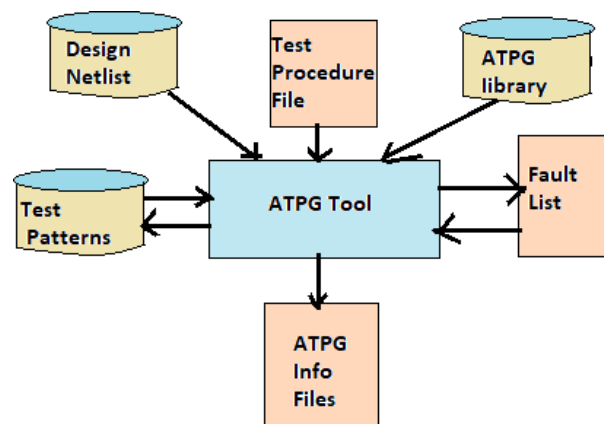 Design
Netlist
Test
Procedure
File
ATPG
library
Test
Patterns
ATPG Tool
Fault
List
ATPG
Info
Files